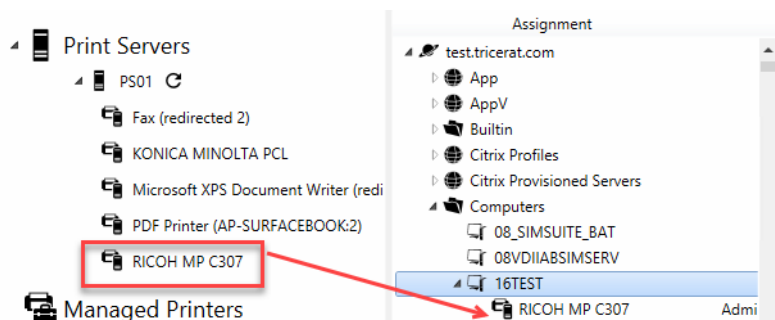 Print Servers
PS01
Fax (redirected 2)
KONICA MINOLTA PCL
Microsoft XPS Document Writer (redi
PDF Printer (AP-SURFACEBOOK:2)
RICOH MP C307
Managed Printers
Assignment
test.tricerat.com
App
AppV
Builtin
Citrix Profiles
Citrix Provisioned Servers
Computers
08_SIMSUITE_BAT
08VDIIABSIMSERV
16TEST
RICOH MP C307 Admi